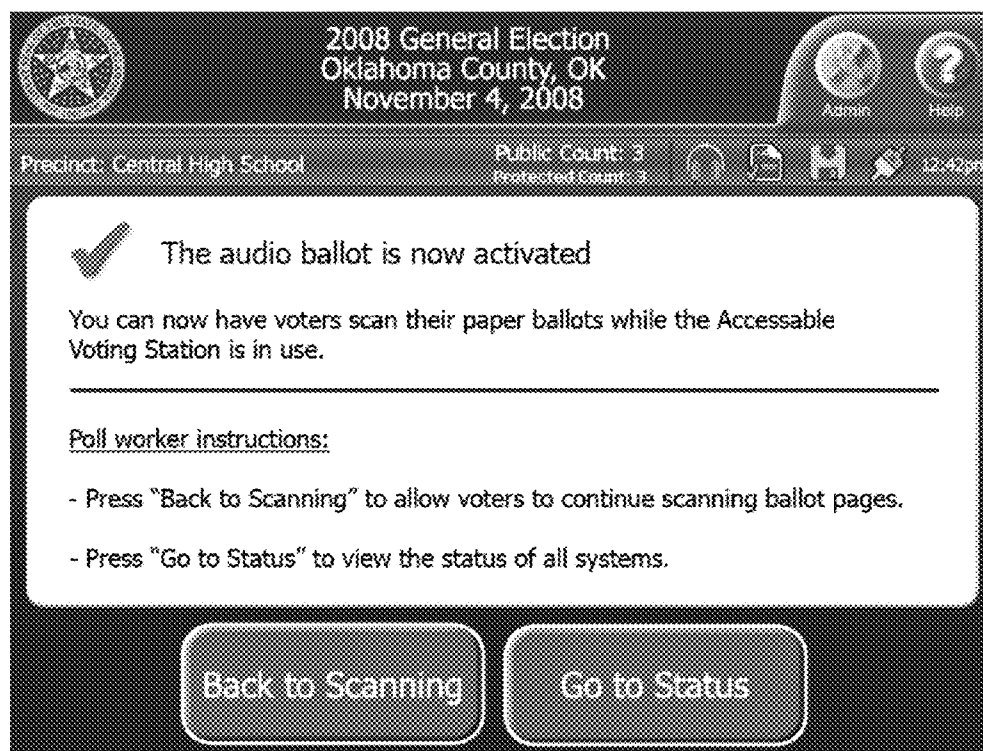 2008 General Election
Oklahoma County, OK
November 4, 2008
Admin
Help
Precinct: Central High School
Public Count: 3
Protected Count: 3
12:42pm
The audio ballot is now activated
You can now have voters scan their paper ballots while the Accessable
Voting Station is in use.
Poll worker instructions:
- Press "Back to Scanning" to allow voters to continue scanning ballot pages.
- Press "Go to Status" to view the status of all systems.
Back to Scanning
Go to Status